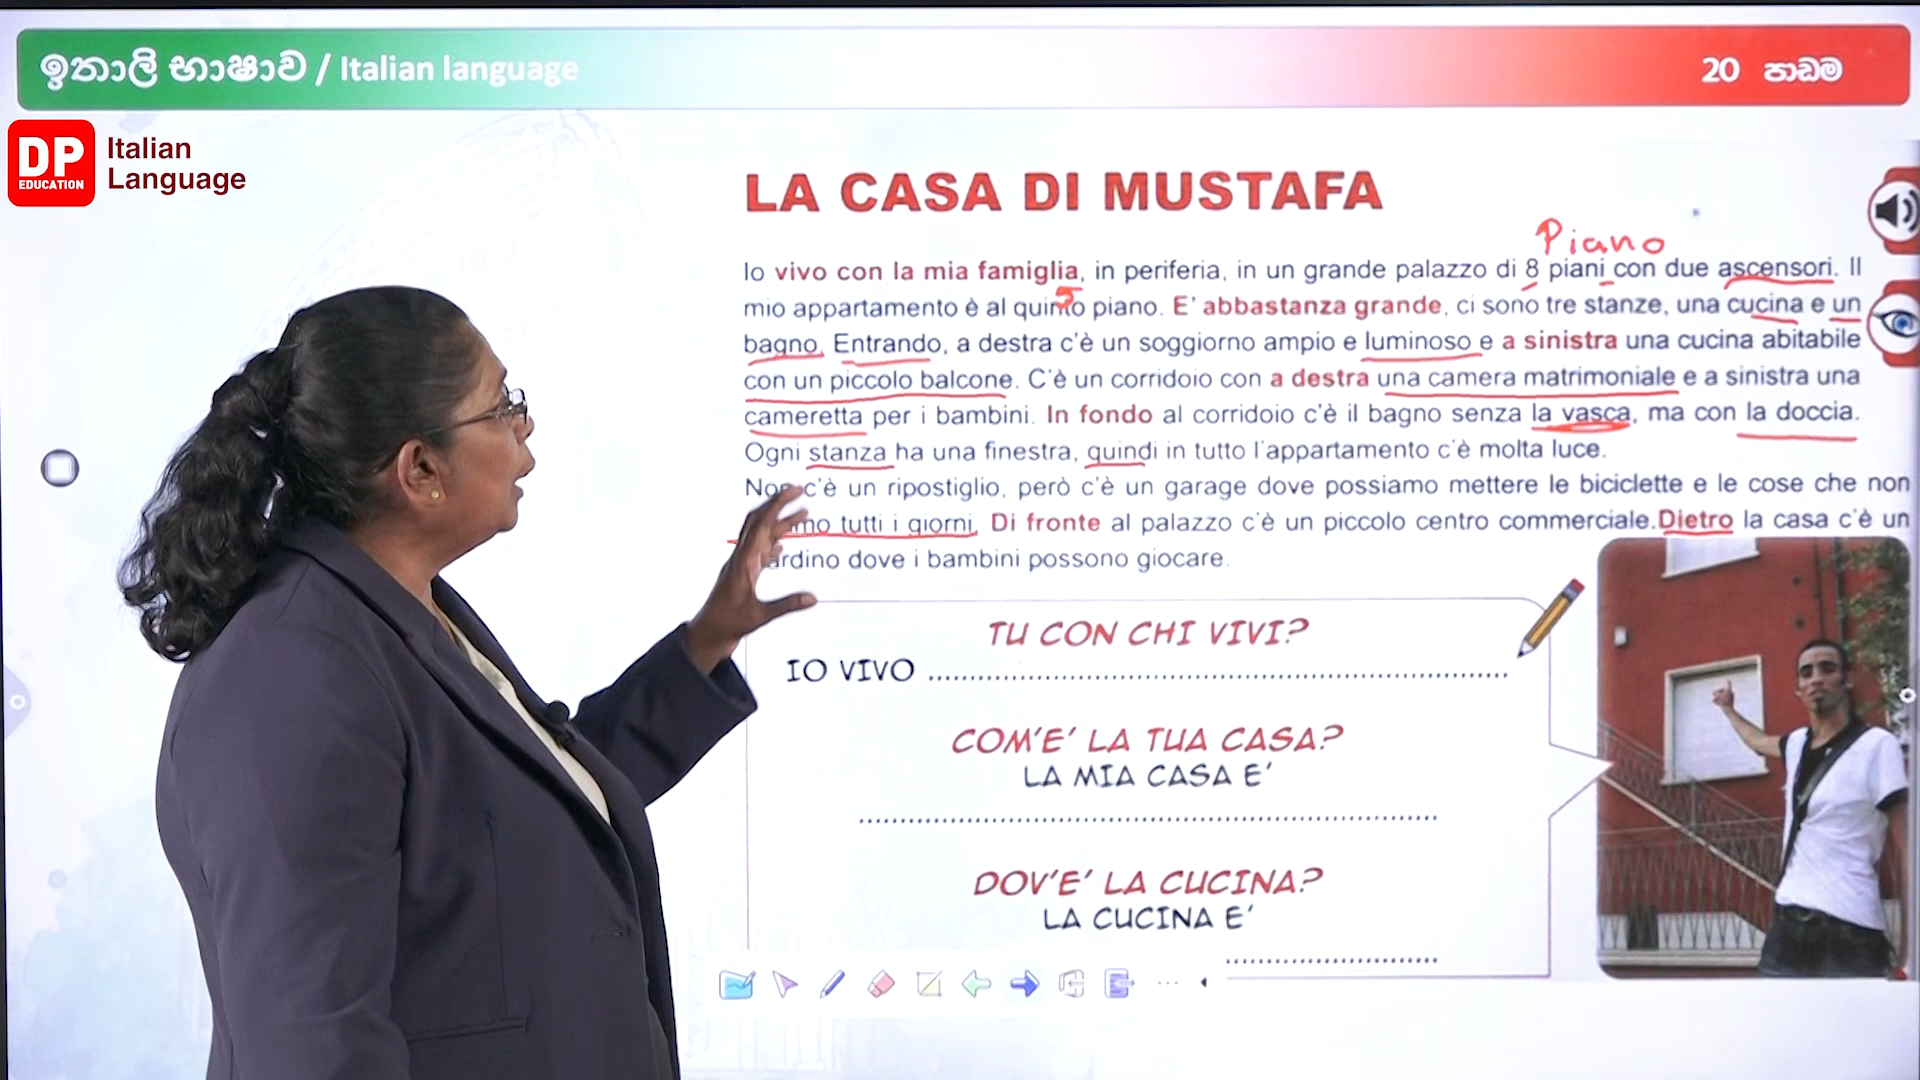 ඉතාලි භාෂාව / Italian language
20 පාඩම
DP
EDUCATION
Italian
Language
LA CASA DI MUSTAFA
Piano
Io vivo con la mia famiglia, in periferia, in un grande palazzo di 8 piani con due ascensori. Il
5
mio appartamento è al quinto piano. E' abbastanza grande, ci sono tre stanze, una cucina e un
bagno. Entrando, a destra c'è un soggiorno ampio e luminoso e a sinistra una cucina abitabile
con un piccolo balcone. C'è un corridoio con a destra una camera matrimoniale e a sinistra una
cameretta per i bambini. In fondo al corridoio c'è il bagno senza la vasca, ma con la doccia.
Ogni stanza ha una finestra, quindi in tutto l'appartamento c'è molta luce.
Non c'è un ripostiglio, però c'è un garage dove possiamo mettere le biciclette e le cose che non
tutti i giorni. Di fronte al palazzo c'è un piccolo centro commerciale. Dietro la casa c'è un
dove i bambini possono giocare.
TU CON CHI VIVI?
IO VIVO ..........
COM'E' LA TUA CASA?
LA MIA CASA E'
..........
DOV'E' LA CUCINA?
LA CUCINA E'
..........